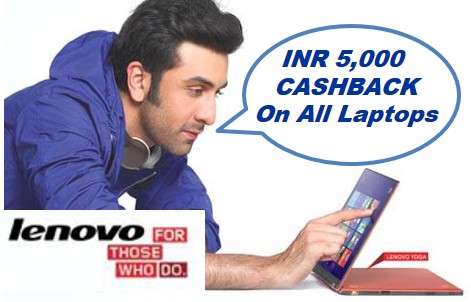 INR 5,000
CASHBACK
On All Laptops
LENOVO YOGA
lenovo FOR
THOSE
WHO DO.